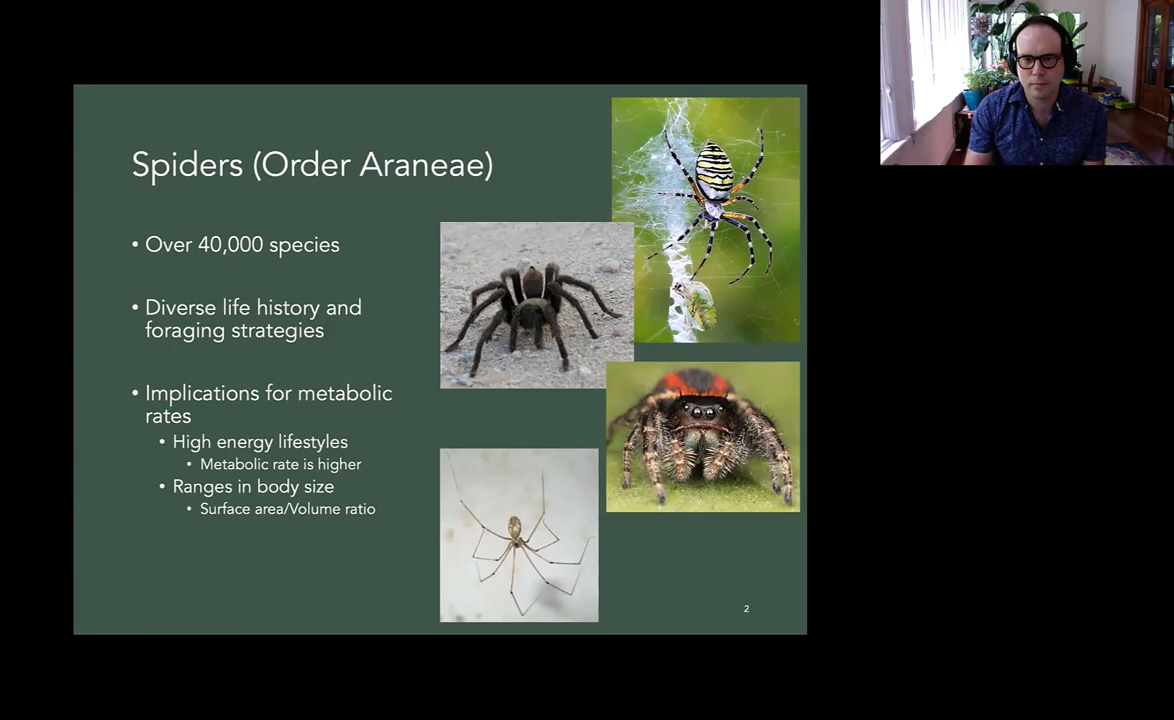 Spiders (Order Araneae)
• Over 40,000 species
• Diverse life history and
foraging strategies
• Implications for metabolic
rates
• High energy lifestyles
• Metabolic rate is higher
• Ranges in body size
• Surface area/Volume ratio
2